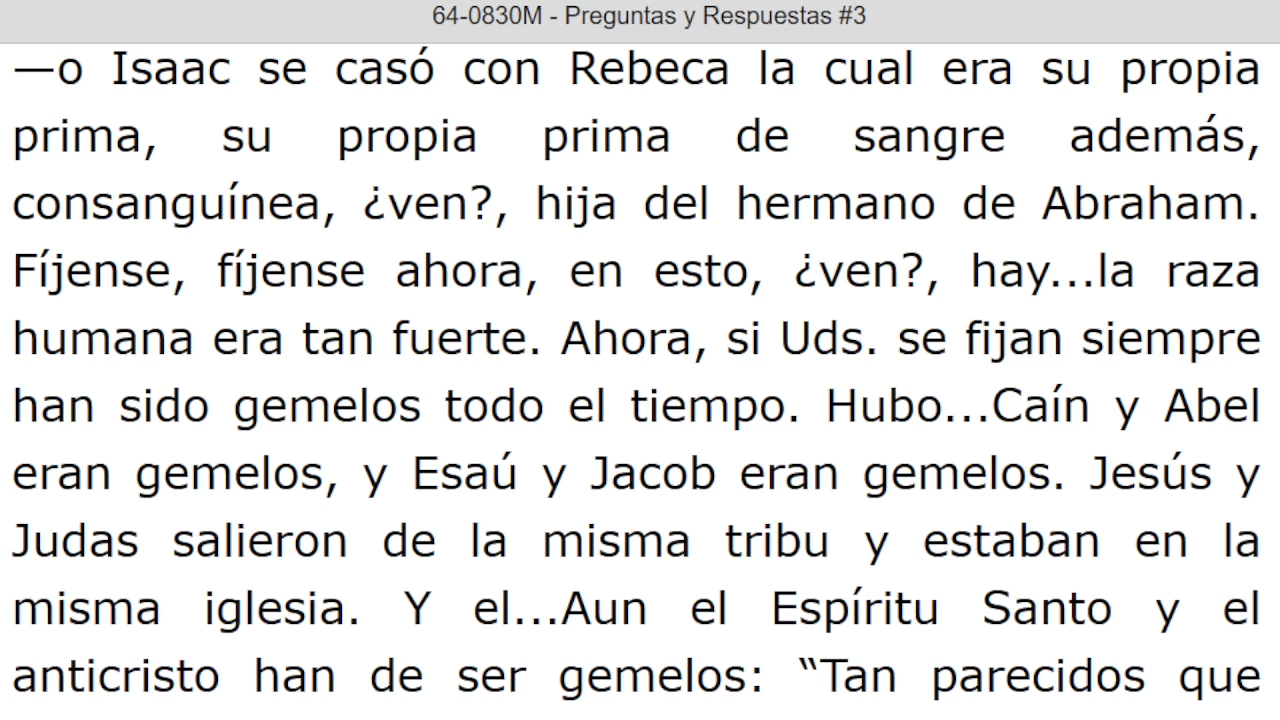 64-0830M - Preguntas y Respuestas #3
—o Isaac se casó con Rebeca la cual era su propia
prima, su propia prima de sangre además,
consanguínea, ¿ven?, hija del hermano de Abraham.
Fíjense, fíjense ahora, en esto, ¿ven?, hay...la raza
humana era tan fuerte. Ahora, si Uds. se fijan siempre
han sido gemelos todo el tiempo. Hubo...Caín y Abel
eran gemelos, y Esaú y Jacob eran gemelos. Jesús y
Judas salieron de la misma tribu y estaban en la
misma iglesia. Y el...Aun el Espíritu Santo y el
anticristo han de ser gemelos: “Tan parecidos que